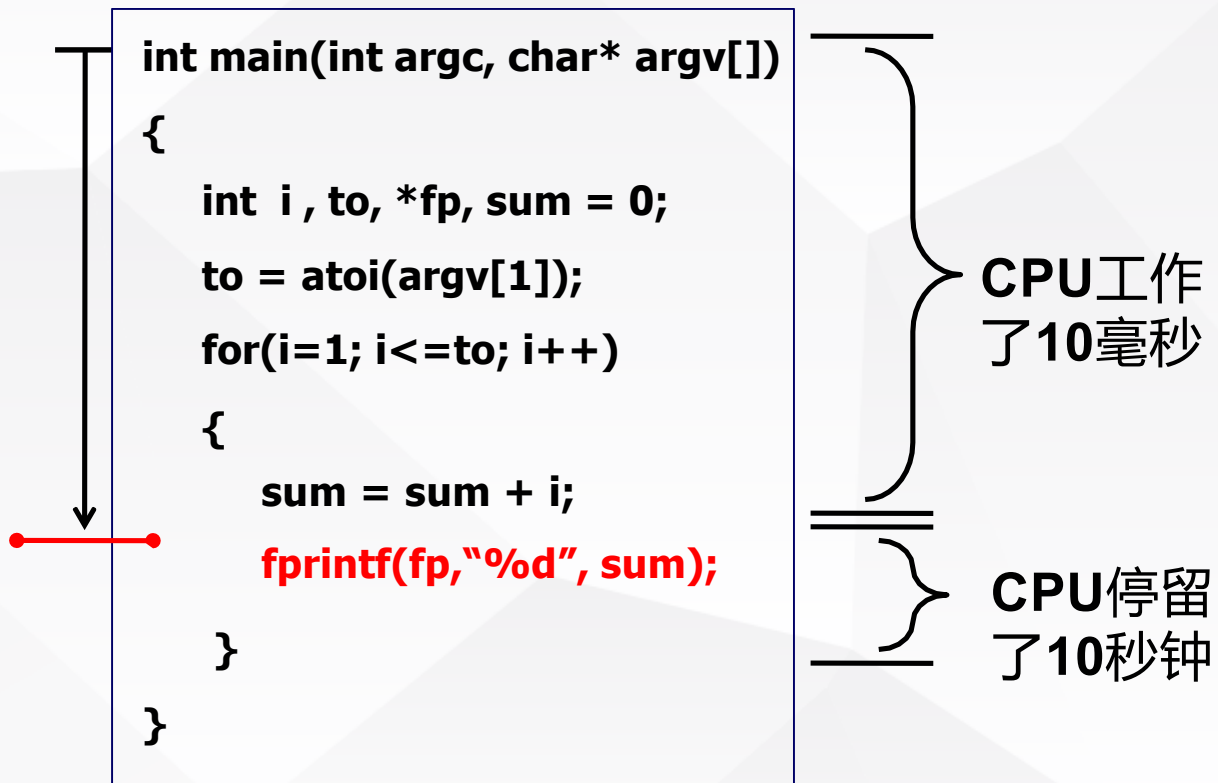 int main(int argc, char* argv[])
{
int i , to, *fp, sum = 0;
to = atoi(argv[1]);
for(i=1; i<=to; i++)
{
sum = sum + i;
fprintf(fp,“%d”, sum);
}
}
CPU工作
了10毫秒
CPU停留
了10秒钟